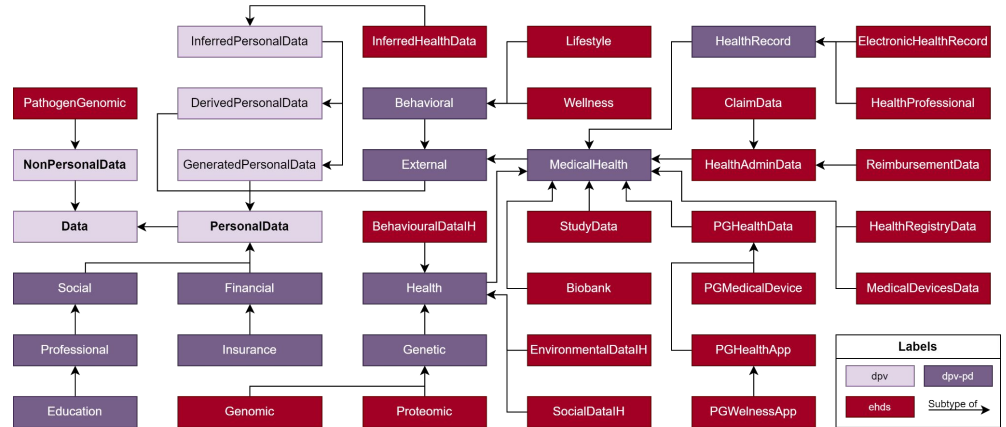 InferredPersonalData
InferredHealthData
Lifestyle
HealthRecord
ElectronicHealthRecord
PathogenGenomic
DerivedPersonalData
Behavioral
Wellness
ClaimData
HealthProfessional
NonPersonalData
GeneratedPersonalData
External
MedicalHealth
HealthAdminData
ReimbursementData
Data
PersonalData
BehaviouralDataIH
StudyData
PGHealthData
HealthRegistryData
Social
Financial
Health
Biobank
PGMedicalDevice
MedicalDevicesData
Professional
Insurance
Genetic
EnvironmentalDataIH
PGHealthApp
Education
Genomic
Proteomic
SocialDataIH
PGWelnessApp
Labels
dpv
dpv-pd
ehds
Subtype of